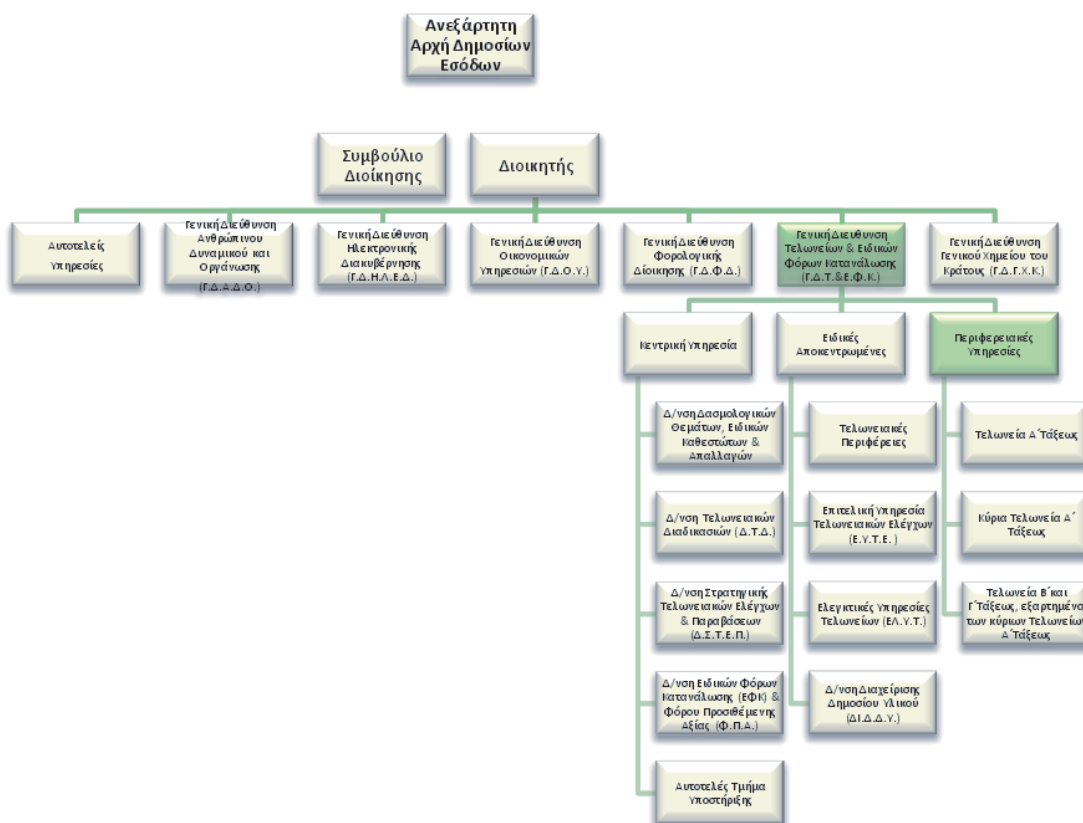 Ανεξάρτητη
Αρχή Δημοσίων
Εσόδων
Συμβούλιο
Διοίκησης
Διοικητής
Αυτοτελείς
Υπηρεσίες
Γενική Διεύθυνση
Ανθρώπινου
Δυναμικού και
Οργάνωσης
(Γ.Δ.Α.Δ.Ο.)
Γενική Διεύθυνση
Ηλεκτρονικής
Διακυβέρνησης
(Γ.Δ.Η.Λ.Ε.Δ.)
Γενική Διεύθυνση
Οικονομικών
Υπηρεσιών (Γ.Δ.Ο.Υ.)
Γενική Διεύθυνση
Φορολογικής
Δίοικησης (Γ.Δ.Φ.Δ.)
Γενική Διεύθυνση
Τελωνείων & Ειδικών
Φόρων Κατανάλωσης
(Γ.Δ.Τ.&Ε.Φ.Κ.)
Γενική Διεύθυνση
Γενικού Χημείου του
Κράτους (Γ.Δ.Γ.Χ.Κ.)
Κεντρική Υπηρεσία
Ειδικές
Αποκεντρωμένες
Περιφερειακές
Υπηρεσίες
Δ/νση Δασμολογικών
Θεμάτων, Ειδικών
Καθεστώτων &
Απαλλαγών
Τελωνειακές
Περιφέρειες
Τελωνεία Α΄Τάξεως
Δ/νση Τελωνειακών
Διαδικασιών (Δ.Τ.Δ.)
Επιτελική Υπηρεσία
Τελωνειακών Ελέγχων
(Ε.Υ.Τ.Ε.)
Κύρια Τελωνεία Α΄
Τάξεως
Δ/νση Στρατηγικής
Τελωνειακών Ελέγχων
& Παραβάσεων
(Δ.Σ.Τ.Ε.Π.)
Ελεγκτικές Υπηρεσίες
Τελωνείων (ΕΛ.Υ.Τ.)
Τελωνεία Β΄και
Γ΄Τάξεως, εξαρτημένα
των κύριων Τελωνείων
Α΄Τάξεως
Δ/νση Ειδικών Φόρων
Κατανάλωσης (ΕΦΚ) &
Φόρου Προσιθέμενης
Αξίας (Φ.Π.Α.)
Δ/νση Διαχείρισης
Δημοσίου Υλικού
(ΔΙ.Δ.Δ.Υ.)
Αυτοτελές Τμήμα
Υποστήριξης